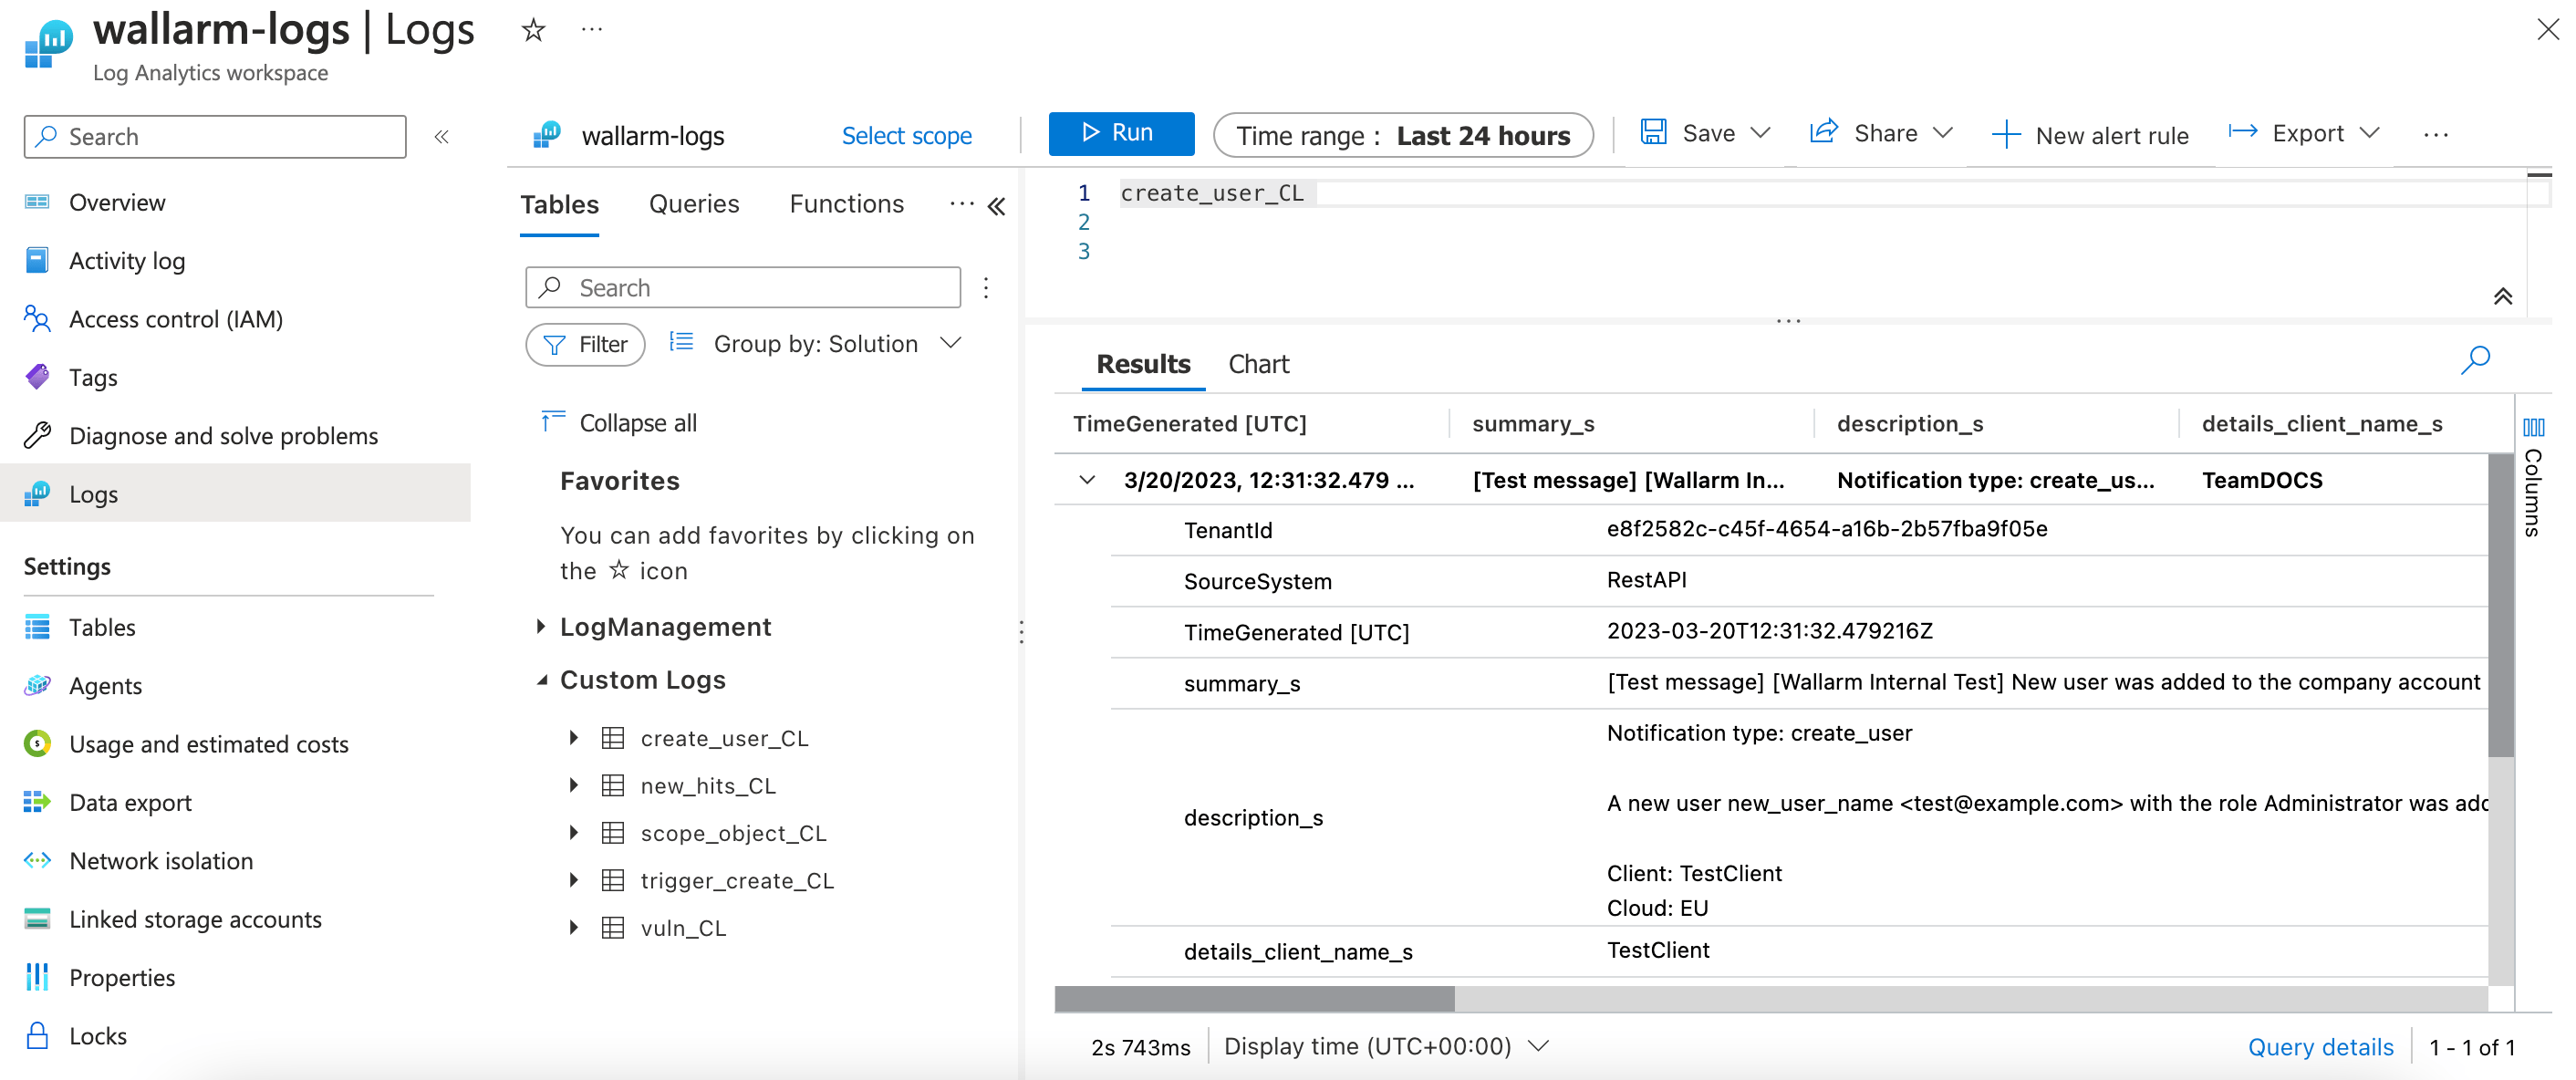 wallarm-logs | Logs
Log Analytics workspace
Search
Overview
Activity log
Access control (IAM)
Tags
Diagnose and solve problems
Logs
Settings
Tables
Agents
Usage and estimated costs
Data export
Network isolation
Linked storage accounts
Properties
Locks
wallarm-logs
Select scope
Run
Time range : Last 24 hours
Save
Share
New alert rule
Export
Tables Queries Functions
Search
Filter
Group by: Solution
Collapse all
Favorites
You can add favorites by clicking on
the ☆ icon
LogManagement
Custom Logs
create_user_CL
new_hits_CL
scope_object_CL
trigger_create_CL
vuln_CL
1 create_user_CL
2
3
Results Chart
TimeGenerated [UTC] summary_s description_s details_client_name_s
3/20/2023, 12:31:32.479 ... [Test message] [Wallarm In... Notification type: create_us... TeamDOCS
TenantId e8f2582c-c45f-4654-a16b-2b57fba9f05e
SourceSystem RestAPI
TimeGenerated [UTC] 2023-03-20T12:31:32.479216Z
summary_s [Test message] [Wallarm Internal Test] New user was added to the company account
description_s
Notification type: create_user
A new user new_user_name <test@example.com> with the role Administrator was adc
Client: TestClient
Cloud: EU
details_client_name_s TestClient
Columns
2s 743ms
Display time (UTC+00:00)
Query details
1 - 1 of 1